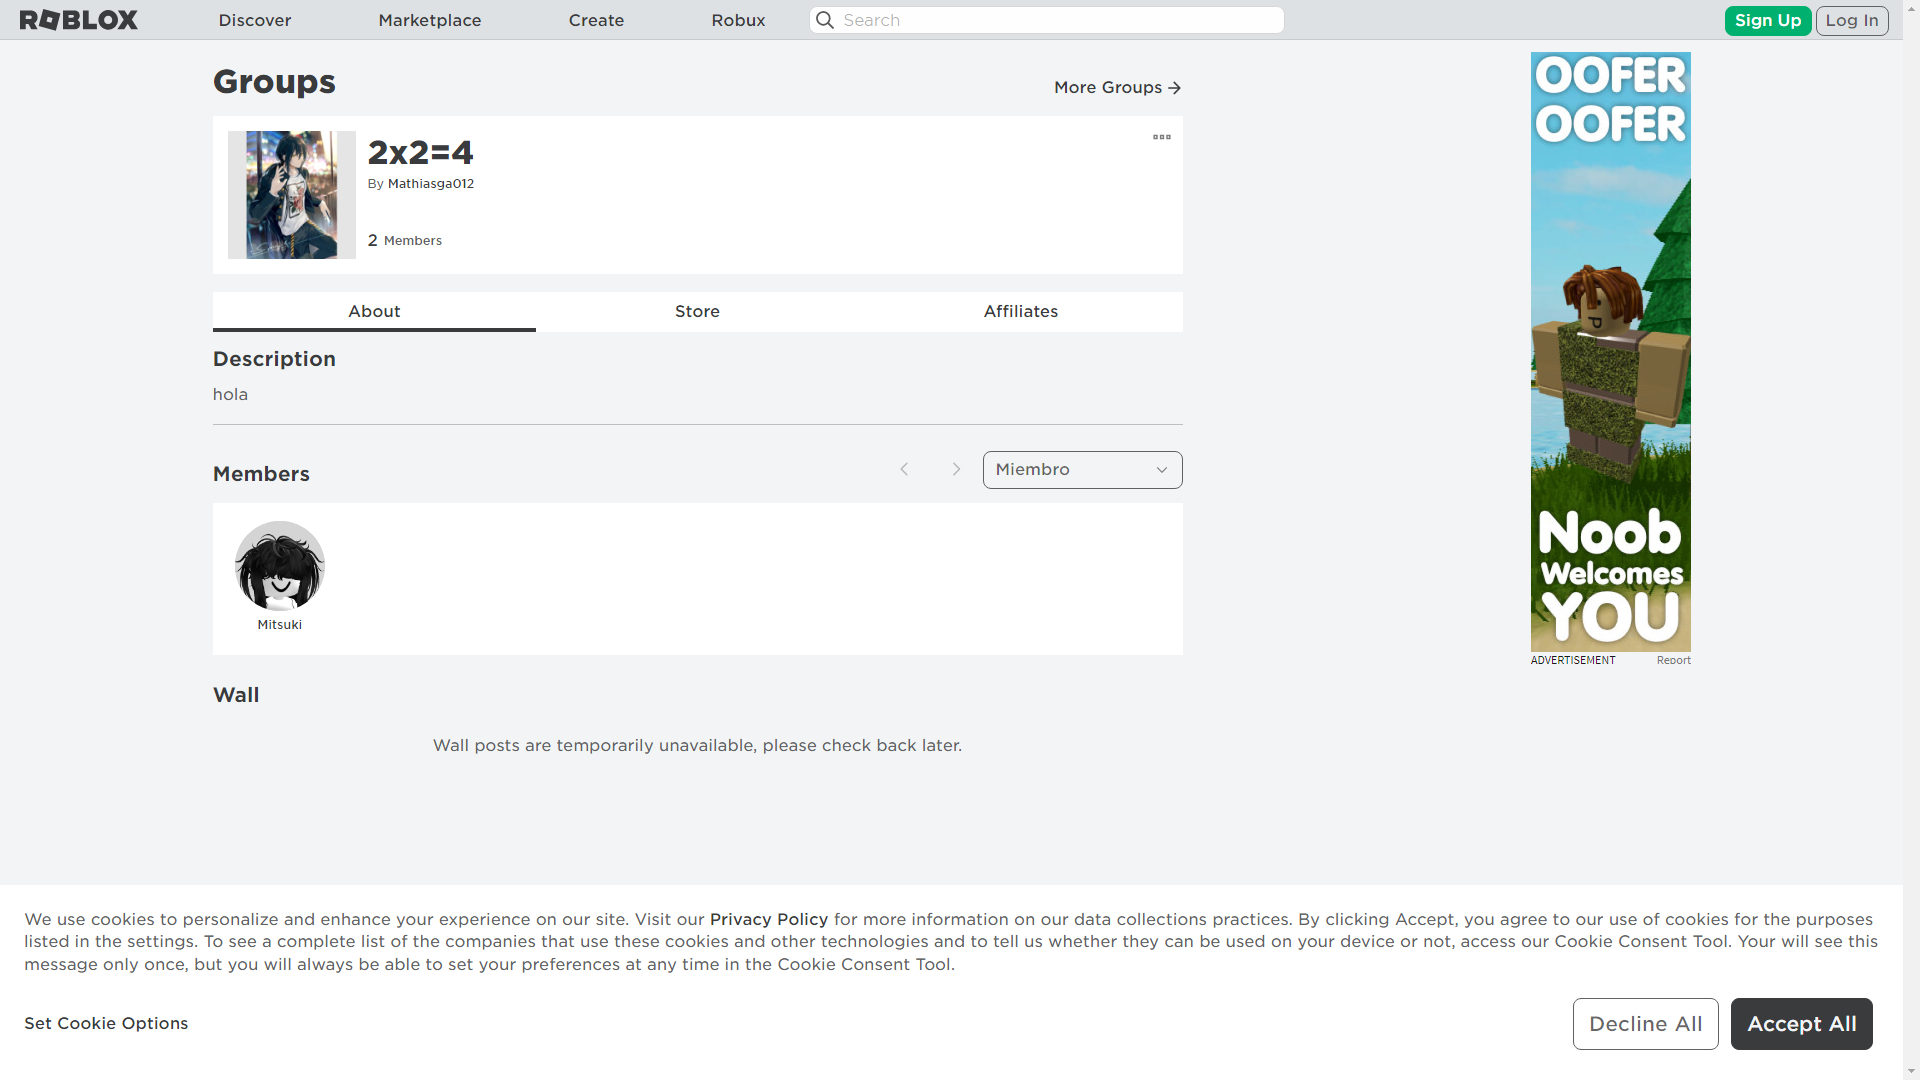 ROBLOX
Discover
Marketplace
Create
Robux
Search
Sign Up
Log In
Groups
More Groups
2x2=4
By Mathiasga012
2 Members
About
Store
Affiliates
Description
hola
Members
Miembro
Mitsuki
Wall
Wall posts are temporarily unavailable, please check back later.
OOFER
OOFER
Noob
Welcomes
YOU
ADVERTISEMENT
Report
We use cookies to personalize and enhance your experience on our site. Visit our Privacy Policy for more information on our data collections practices. By clicking Accept, you agree to our use of cookies for the purposes
listed in the settings. To see a complete list of the companies that use these cookies and other technologies and to tell us whether they can be used on your device or not, access our Cookie Consent Tool. Your will see this
message only once, but you will always be able to set your preferences at any time in the Cookie Consent Tool.
Set Cookie Options
Decline All
Accept All